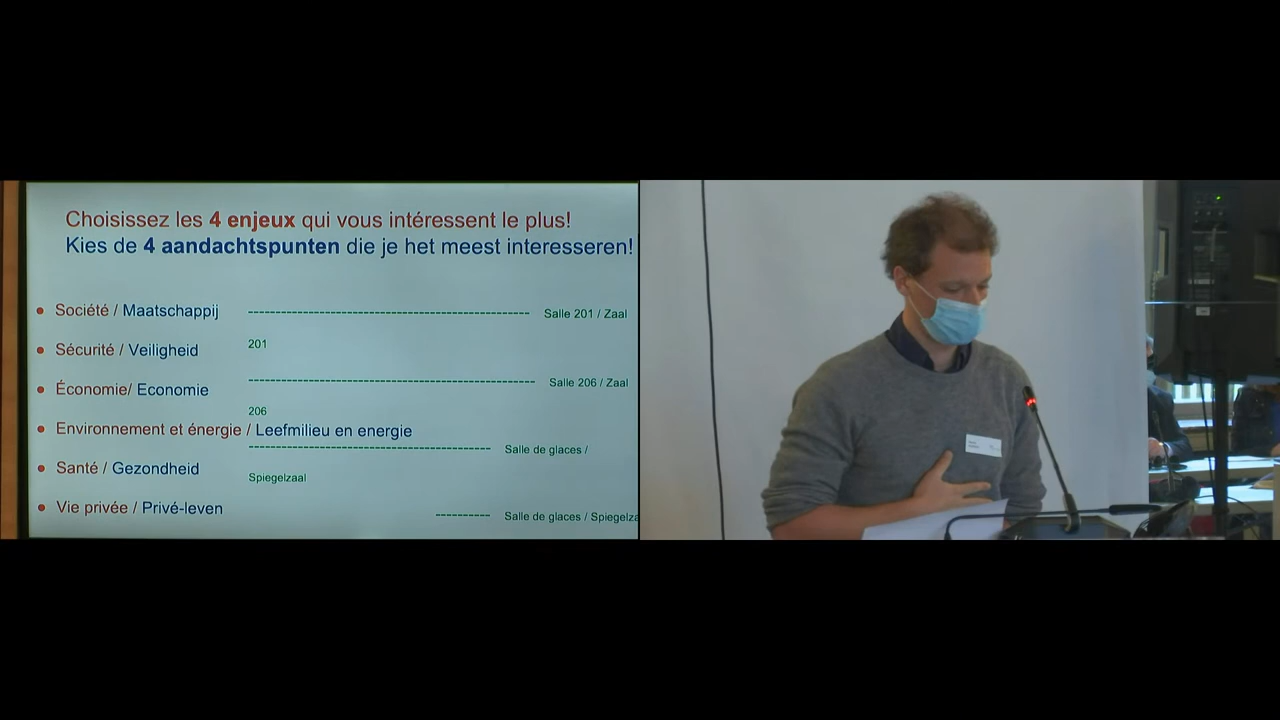 Choisissez les 4 enjeux qui vous intéressent le plus!
Kies de 4 aandachtspunten die je het meest interesseren!
Société / Maatschappij ---------------------------------------------------------- Salle 201 / Zaal
201
Sécurité / Veiligheid
Économie/ Economie ----------------------------------------------------------- Salle 206 / Zaal
206
Environnement et énergie / Leefmilieu en energie
-------------------------------------------------- Salle de glaces /
Santé / Gezondheid
Spiegelzaal
Vie privée / Privé-leven ----------- Salle de glaces / Spiegelza